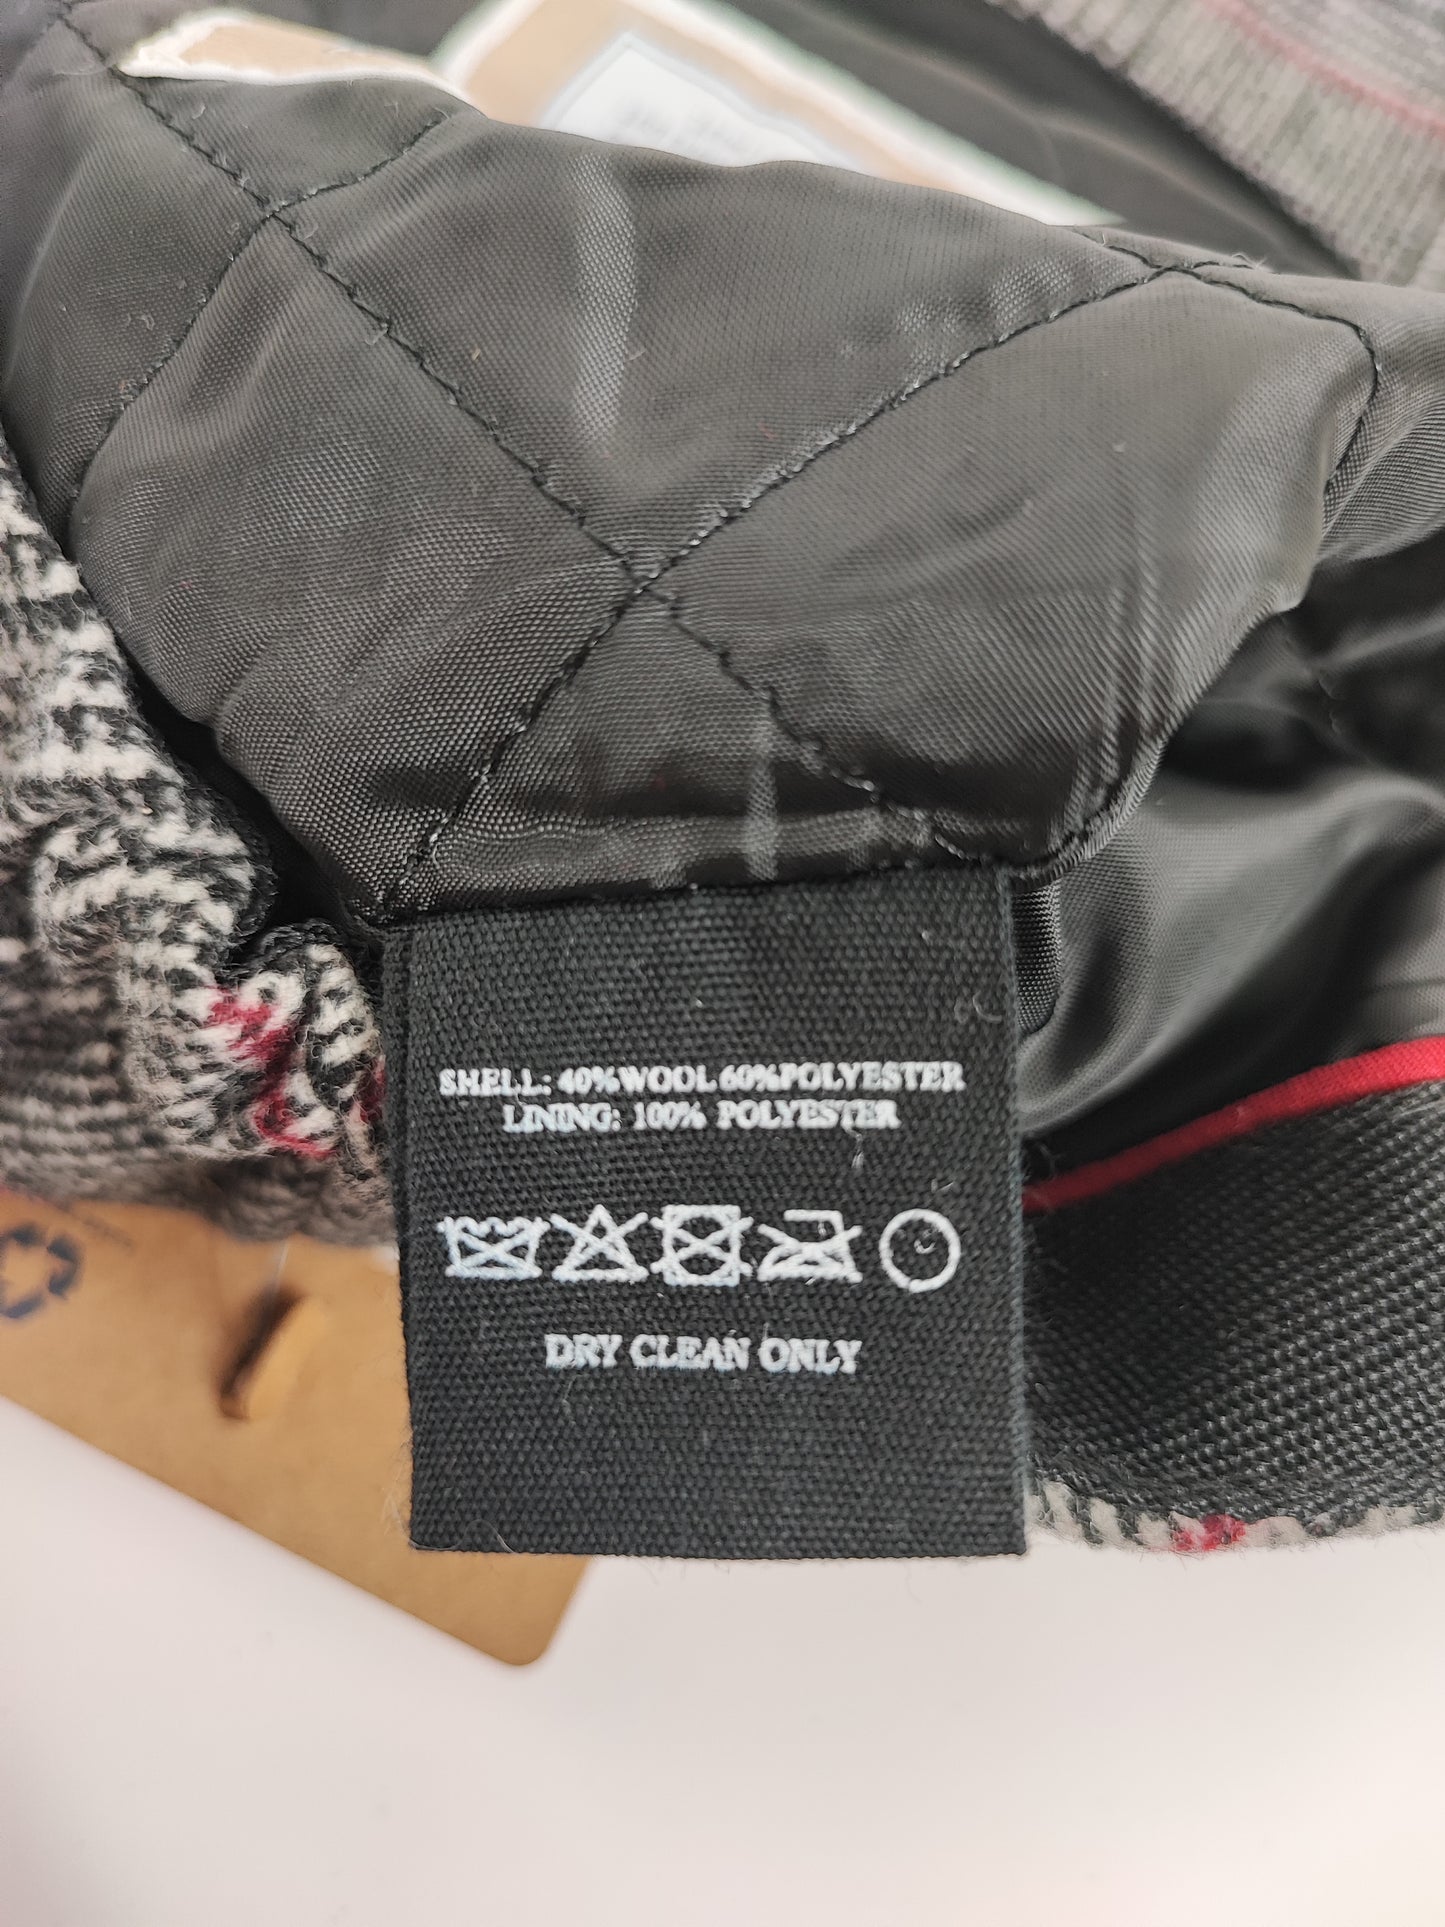 SHELL: 40%WOOL 60%POLYESTER
LINING: 100% POLYESTER
DRY CLEAN ONLY